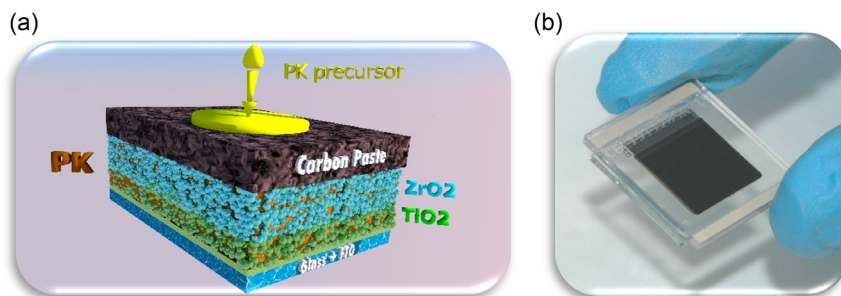 (a)
(b)
PK precursor
PK
Carbon Paste
ZrO2
TiO2
Glass + FTO